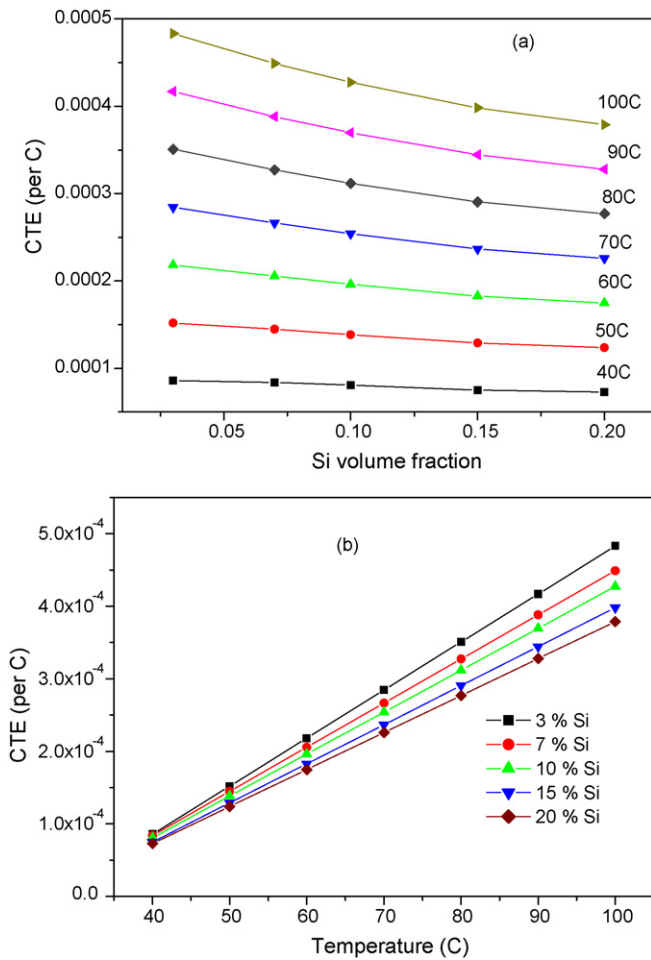 0.0005
(a)
100C
0.0004
90C
80C
0.0003
70C
60C
0.0002
50C
40C
0.0001
CTE (per C)
0.05 0.10 0.15 0.20
Si volume fraction
5.0x10⁻⁴
(b)
4.0x10⁻⁴
3.0x10⁻⁴
2.0x10⁻⁴
1.0x10⁻⁴
0.0
CTE (per C)
3 % Si
7 % Si
10 % Si
15 % Si
20 % Si
40 50 60 70 80 90 100
Temperature (C)